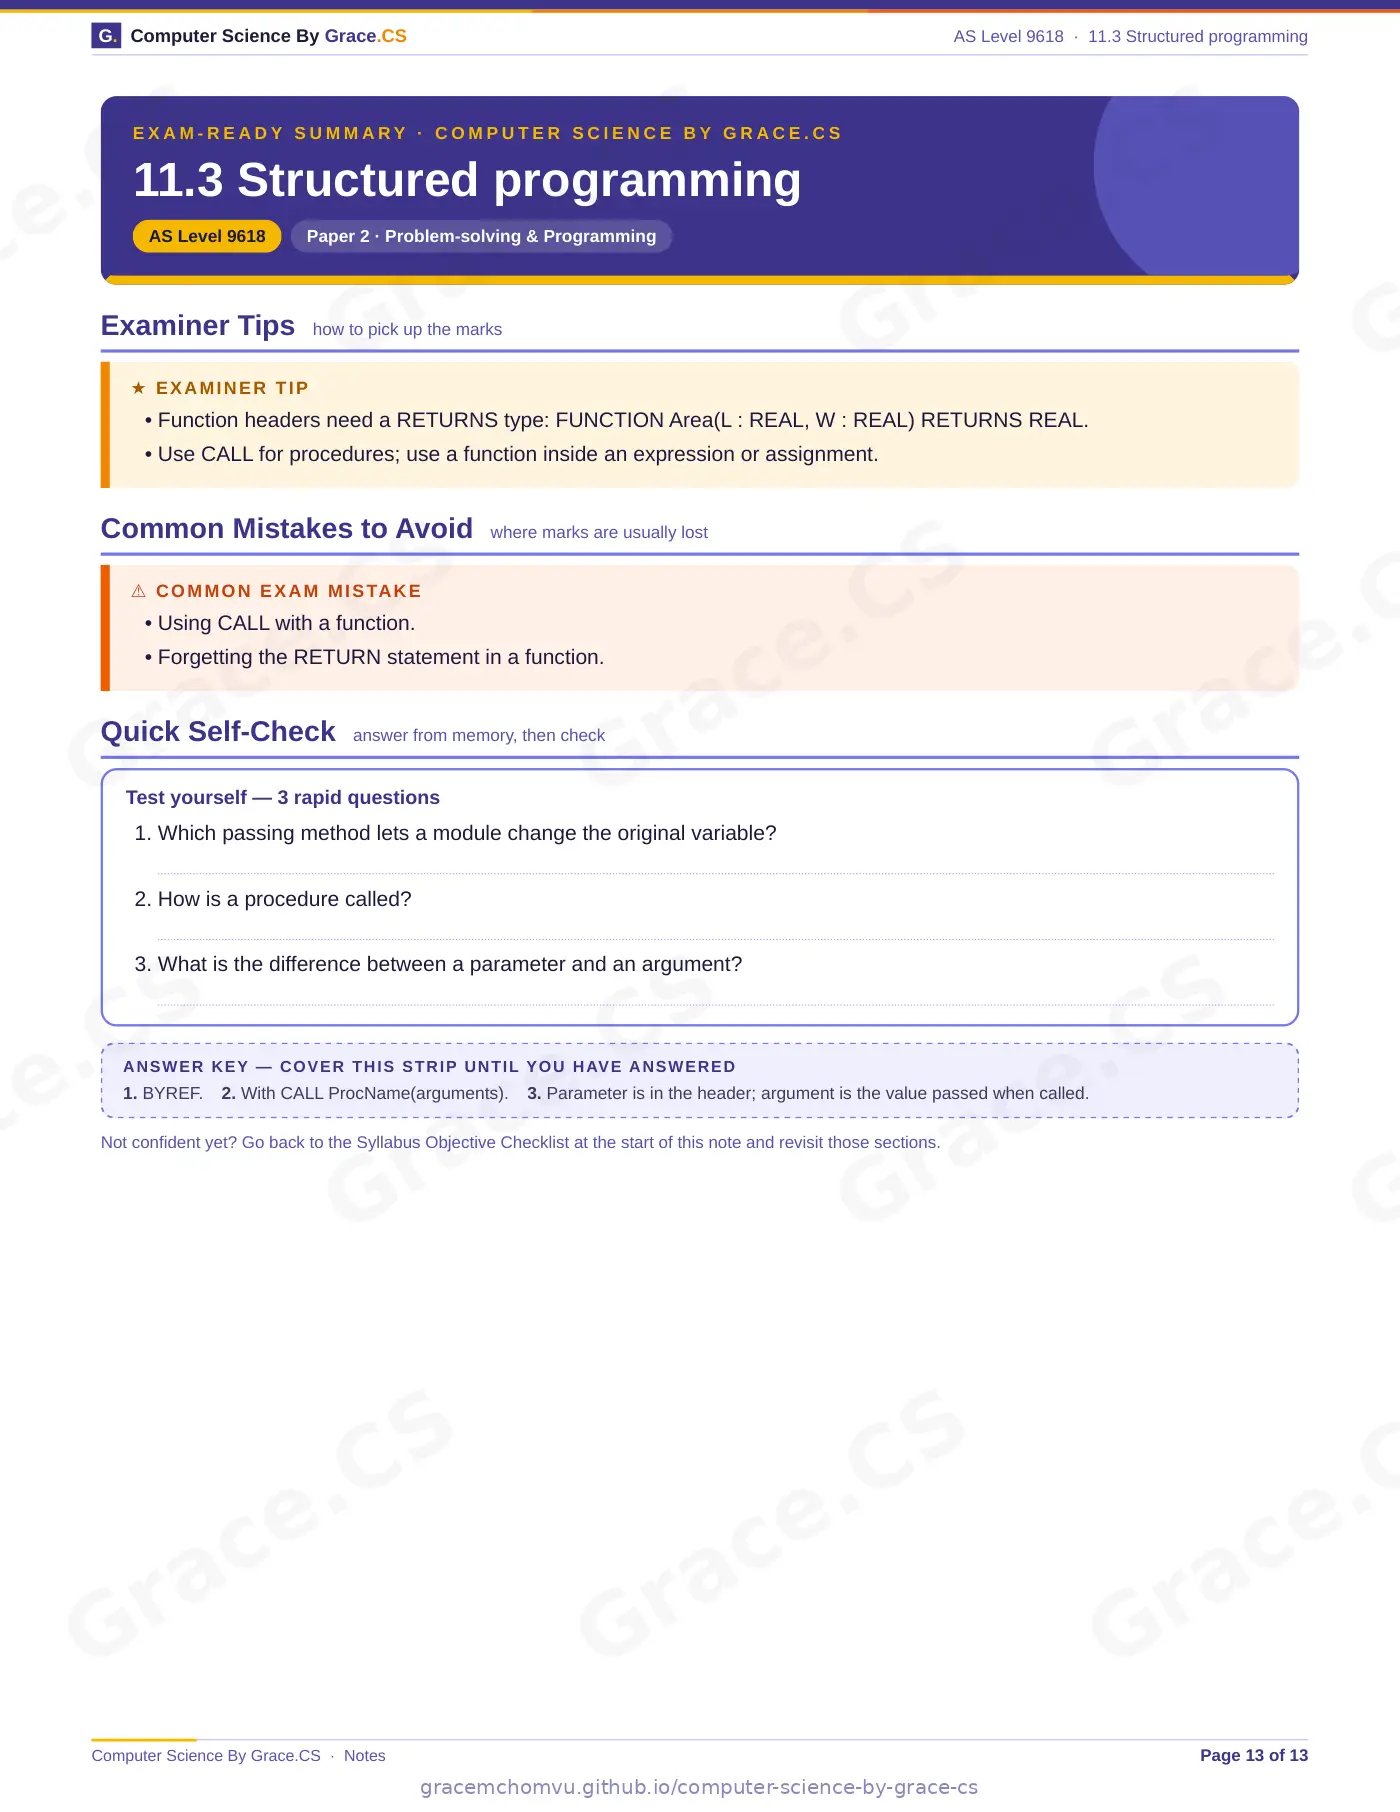 G. Computer Science By Grace.CS
AS Level 9618 · 11.3 Structured programming
EXAM-READY SUMMARY · COMPUTER SCIENCE BY GRACE.CS
11.3 Structured programming
AS Level 9618
Paper 2 · Problem-solving & Programming
Examiner Tips how to pick up the marks
★ EXAMINER TIP
• Function headers need a RETURNS type: FUNCTION Area(L : REAL, W : REAL) RETURNS REAL.
• Use CALL for procedures; use a function inside an expression or assignment.
Common Mistakes to Avoid where marks are usually lost
⚠ COMMON EXAM MISTAKE
• Using CALL with a function.
• Forgetting the RETURN statement in a function.
Quick Self-Check answer from memory, then check
Test yourself — 3 rapid questions
1. Which passing method lets a module change the original variable?
2. How is a procedure called?
3. What is the difference between a parameter and an argument?
ANSWER KEY — COVER THIS STRIP UNTIL YOU HAVE ANSWERED
1. BYREF. 2. With CALL ProcName(arguments). 3. Parameter is in the header; argument is the value passed when called.
Not confident yet? Go back to the Syllabus Objective Checklist at the start of this note and revisit those sections.
Computer Science By Grace.CS · Notes
Page 13 of 13
gracemchomvu.github.io/computer-science-by-grace-cs